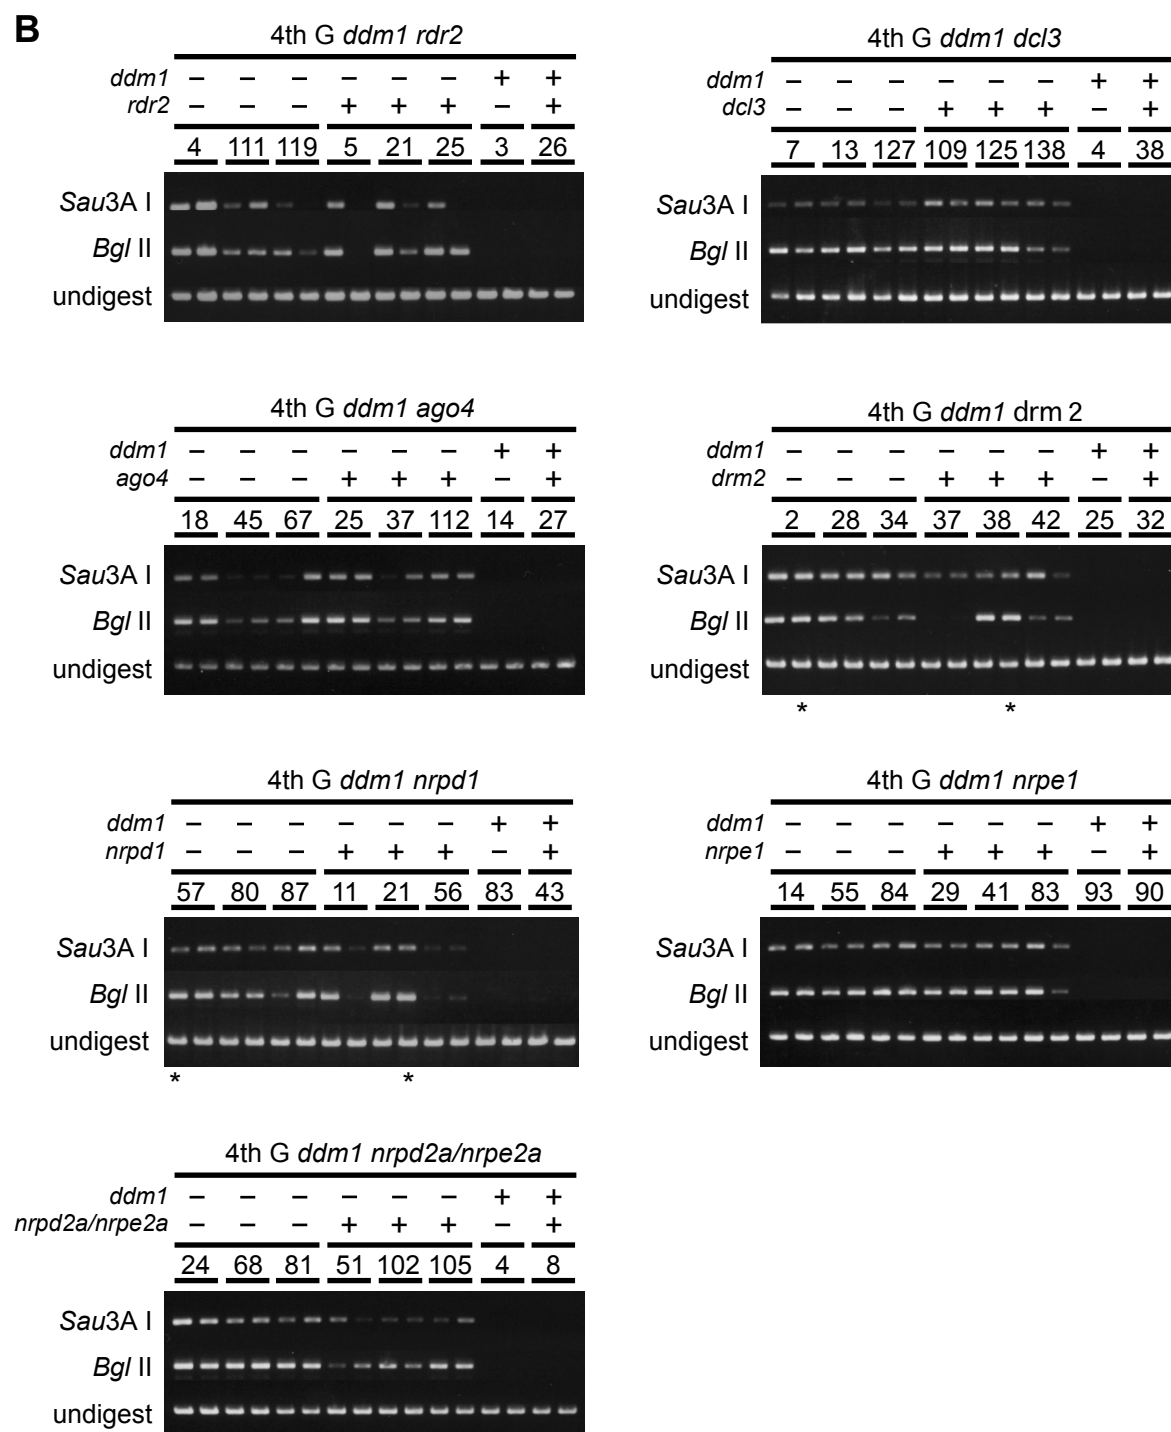 B
4th G ddm1 rdr2
ddm1 – – – – – – + +
rdr2 – – – + + + – +
4 111 119 5 21 25 3 26
Sau3A I
Bgl II
undigest
4th G ddm1 dcl3
ddm1 – – – – – – + +
dcl3 – – – + + + – +
7 13 127 109 125 138 4 38
Sau3A I
Bgl II
undigest
4th G ddm1 ago4
ddm1 – – – – – – + +
ago4 – – – + + + – +
18 45 67 25 37 112 14 27
Sau3A I
Bgl II
undigest
4th G ddm1 drm 2
ddm1 – – – – – – + +
drm2 – – – + + + – +
2 28 34 37 38 42 25 32
Sau3A I
Bgl II
undigest
* *
4th G ddm1 nrpd1
ddm1 – – – – – – + +
nrpd1 – – – + + + – +
57 80 87 11 21 56 83 43
Sau3A I
Bgl II
undigest
* *
4th G ddm1 nrpe1
ddm1 – – – – – – + +
nrpe1 – – – + + + – +
14 55 84 29 41 83 93 90
Sau3A I
Bgl II
undigest
4th G ddm1 nrpd2a/nrpe2a
ddm1 – – – – – – + +
nrpd2a/nrpe2a – – – + + + – +
24 68 81 51 102 105 4 8
Sau3A I
Bgl II
undigest